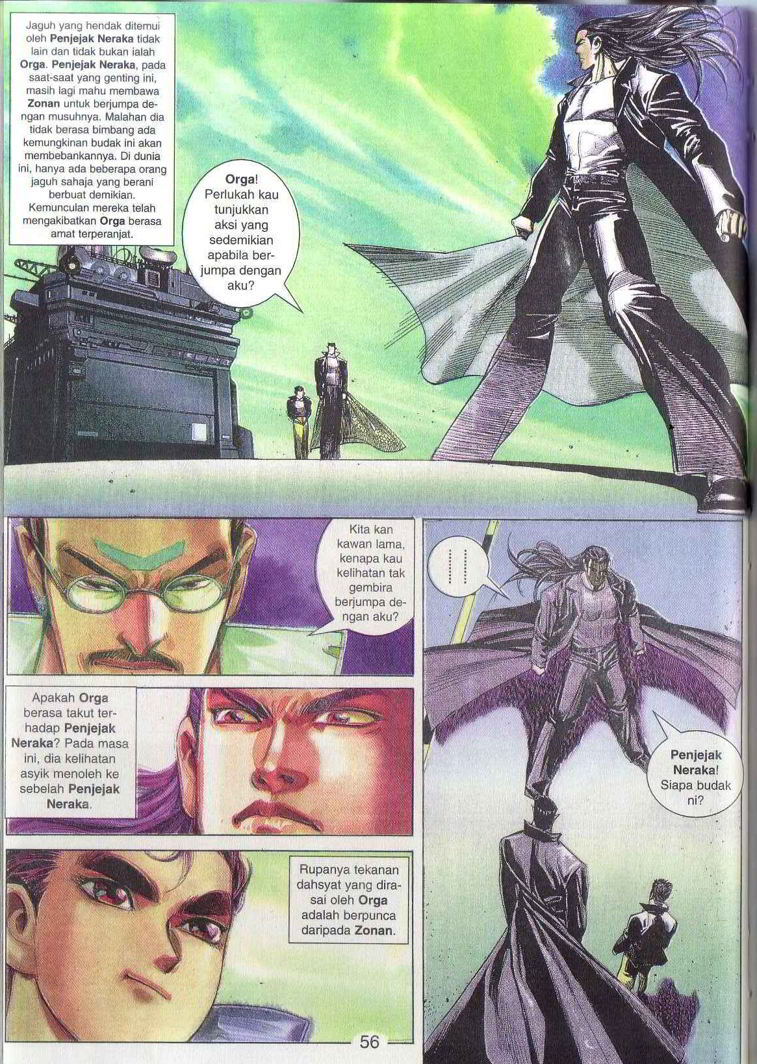 Jaguh yang hendak ditemui
oleh Penjejak Neraka tidak
lain dan tidak bukan ialah
Orga. Penjejak Neraka, pada
saat-saat yang genting ini,
masih lagi mahu membawa
Zonan untuk berjumpa de-
ngan musuhnya. Malahan dia
tidak berasa bimbang ada
kemungkinan budak ini akan
membebankannya. Di dunia
ini, hanya ada beberapa orang
jaguh sahaja yang berani
berbuat demikian.
Kemunculan mereka telah
mengakibatkan Orga berasa
amat terperanjat.
Orga!
Perlukah kau
tunjukkan
aksi yang
sedemikian
apabila ber-
jumpa dengan
aku?
Kita kan
kawan lama,
kenapa kau
kelihatan tak
gembira
berjumpa de-
ngan aku?
Apakah Orga
berasa takut ter-
hadap Penjejak
Neraka? Pada masa
ini, dia kelihatan
asyik menoleh ke
sebelah Penjejak
Neraka.
Rupanya tekanan
dahsyat yang dira-
sai oleh Orga
adalah berpunca
daripada Zonan.
Penjejak
Neraka!
Siapa budak
ni?
56